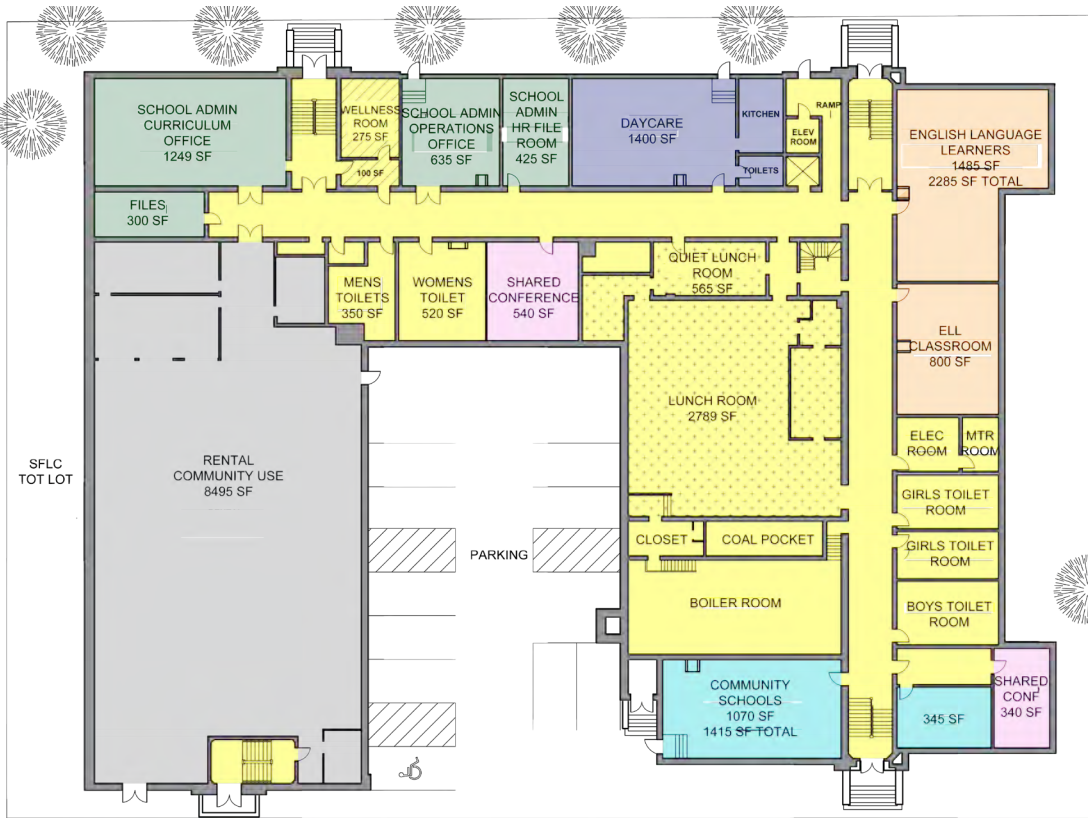 SCHOOL ADMIN
CURRICULUM
OFFICE
1249 SF
WELLNESS
ROOM
275 SF
100 SF
SCHOOL ADMIN
OPERATIONS
OFFICE
635 SF
SCHOOL
ADMIN
HR FILE
ROOM
425 SF
DAYCARE
1400 SF
KITCHEN
TOILETS
RAMP
ELEV
ROOM
ENGLISH LANGUAGE
LEARNERS
1485 SF
2285 SF TOTAL
FILES
300 SF
MENS
TOILETS
350 SF
WOMENS
TOILET
520 SF
SHARED
CONFERENCE
540 SF
QUIET LUNCH
ROOM
565 SF
ELL
CLASSROOM
800 SF
LUNCH ROOM
2789 SF
SFLC
TOT LOT
RENTAL
COMMUNITY USE
8495 SF
ELEC
ROOM
MTR
ROOM
GIRLS TOILET
ROOM
CLOSET
COAL POCKET
GIRLS TOILET
ROOM
PARKING
BOILER ROOM
BOYS TOILET
ROOM
COMMUNITY
SCHOOLS
1070 SF
1415 SF TOTAL
345 SF
SHARED
CONF
340 SF